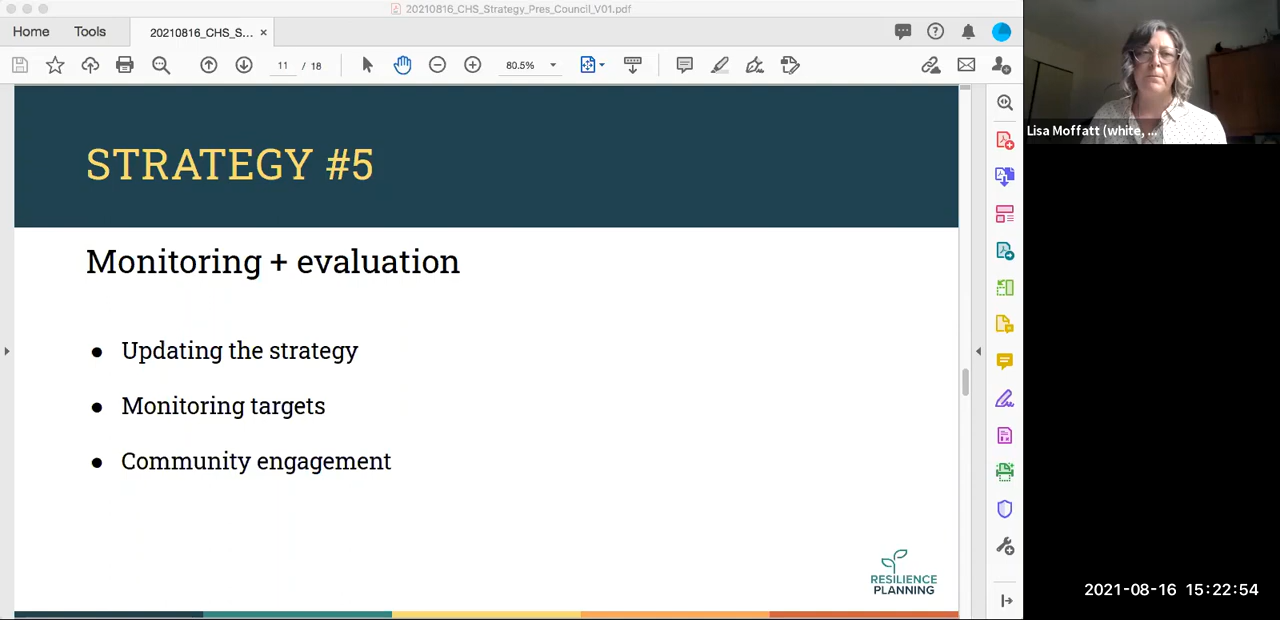 20210816_CHS_Strategy_Pres_Council_V01.pdf
Home
Tools
20210816_CHS_S... ×
11 / 18
80.5%
STRATEGY #5
Monitoring + evaluation
● Updating the strategy
● Monitoring targets
● Community engagement
RESILIENCE
PLANNING
Lisa Moffatt (white, ...
2021-08-16 15:22:54